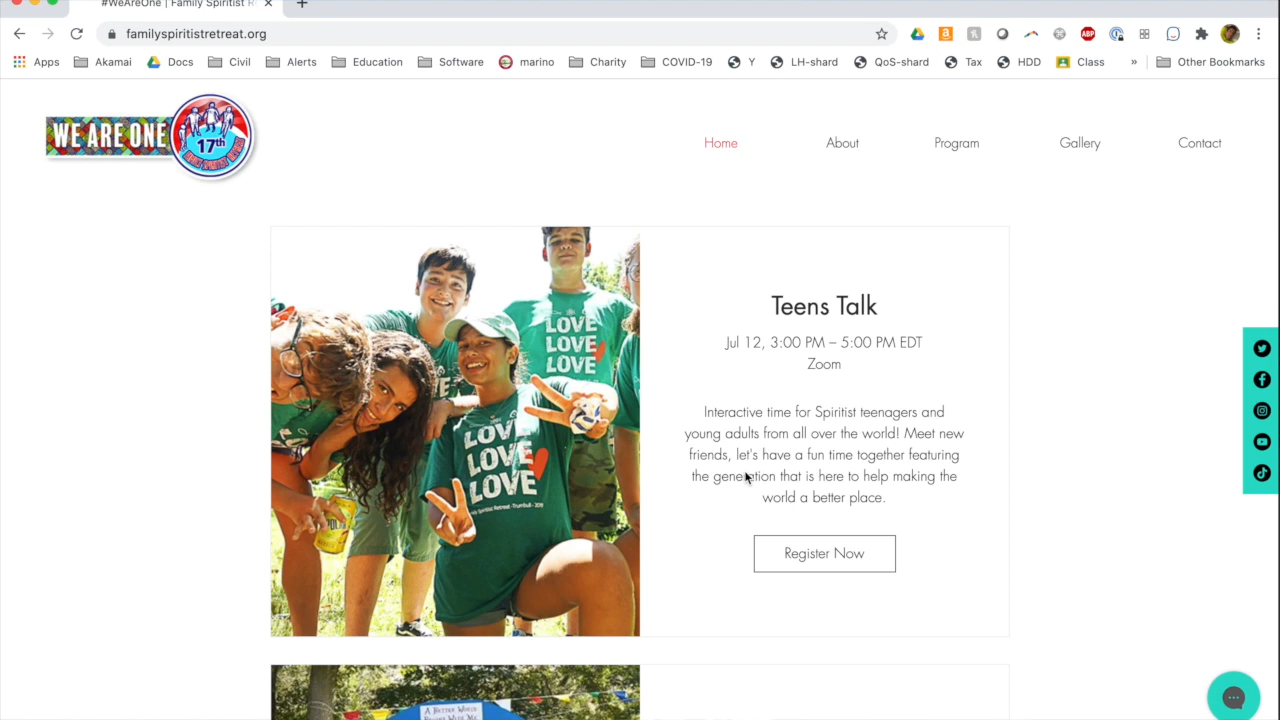 #WeAreOne | Family Spiritist R
familyspiritistretreat.org
Apps Akamai Docs Civil Alerts Education Software marino Charity COVID-19 Y LH-shard QoS-shard Tax HDD Class » Other Bookmarks
ABP
WE ARE ONE
17th
Home About Program Gallery Contact
LOVE
LOVE
LOVE
LOVE
LOVE
LOVE
Teens Talk
Jul 12, 3:00 PM – 5:00 PM EDT
Zoom
Interactive time for Spiritist teenagers and
young adults from all over the world! Meet new
friends, let's have a fun time together featuring
the generation that is here to help making the
world a better place.
Register Now
A BETTER WORLD